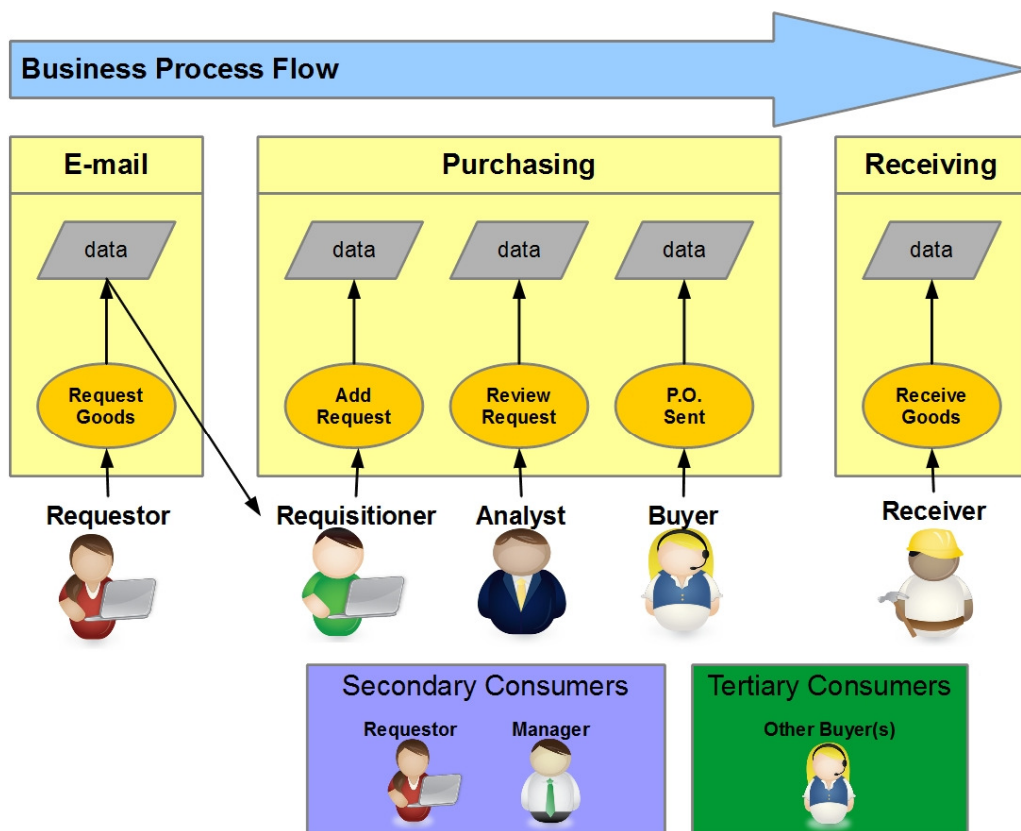 Business Process Flow
E-mail
Purchasing
Receiving
data
data
data
data
data
Request
Goods
Add
Request
Review
Request
P.O.
Sent
Receive
Goods
Requestor
Requisitioner
Analyst
Buyer
Receiver
Secondary Consumers
Requestor
Manager
Tertiary Consumers
Other Buyer(s)